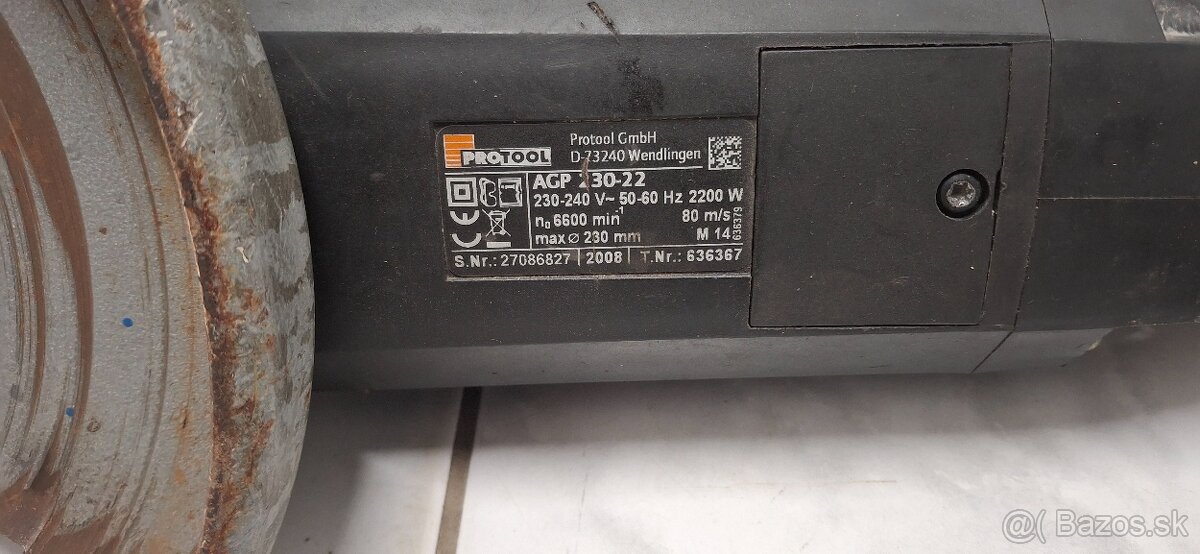 Protool GmbH
PROTOOL D-73240 Wendlingen
AGP 230-22
230-240 V~ 50-60 Hz 2200 W
n₀ 6600 min⁻¹ 80 m/s
max ⌀ 230 mm M 14
636379
S.Nr.: 27086827 | 2008 | T.Nr.: 636367
@( Bazos.sk